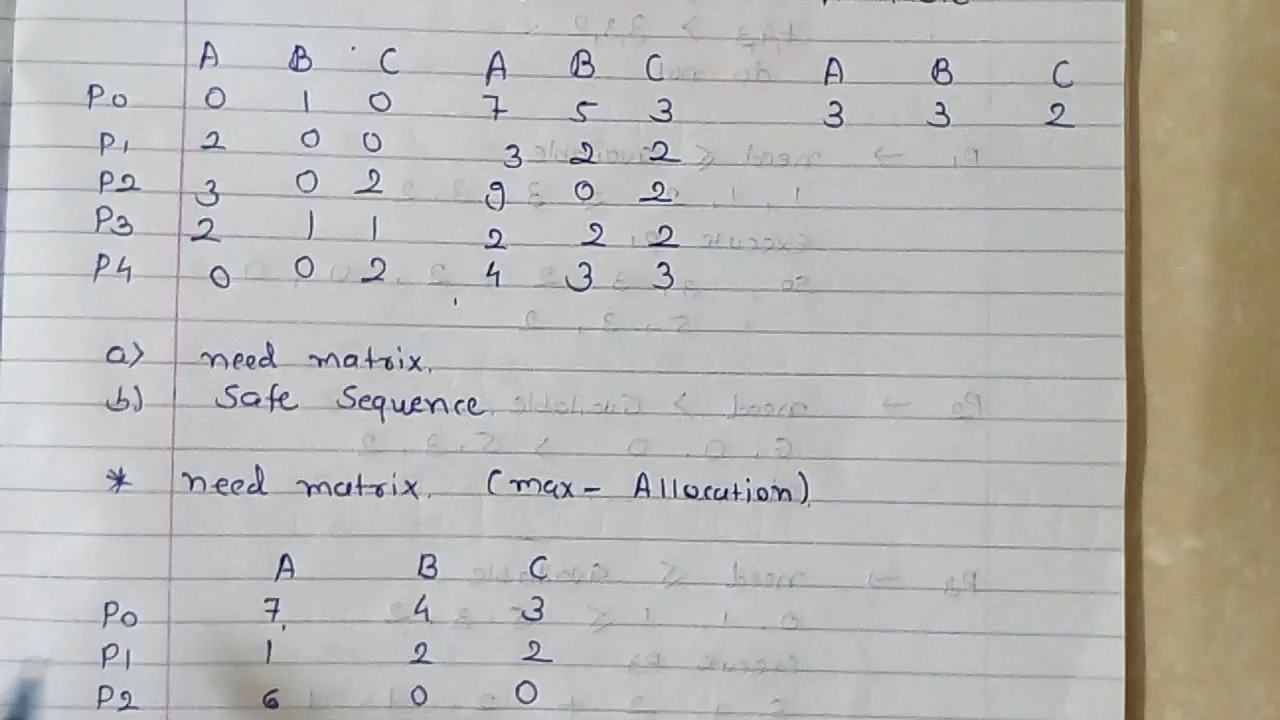 A B C A B C A B C
P0 0 1 0 7 5 3 3 3 2
P1 2 0 0 3 2 2
P2 3 0 2 9 0 2
P3 2 1 1 2 2 2
P4 0 0 2 4 3 3
a) need matrix.
b) Safe Sequence.
* need matrix. (max - Allocation)
A B C
P0 7 4 3
P1 1 2 2
P2 6 0 0